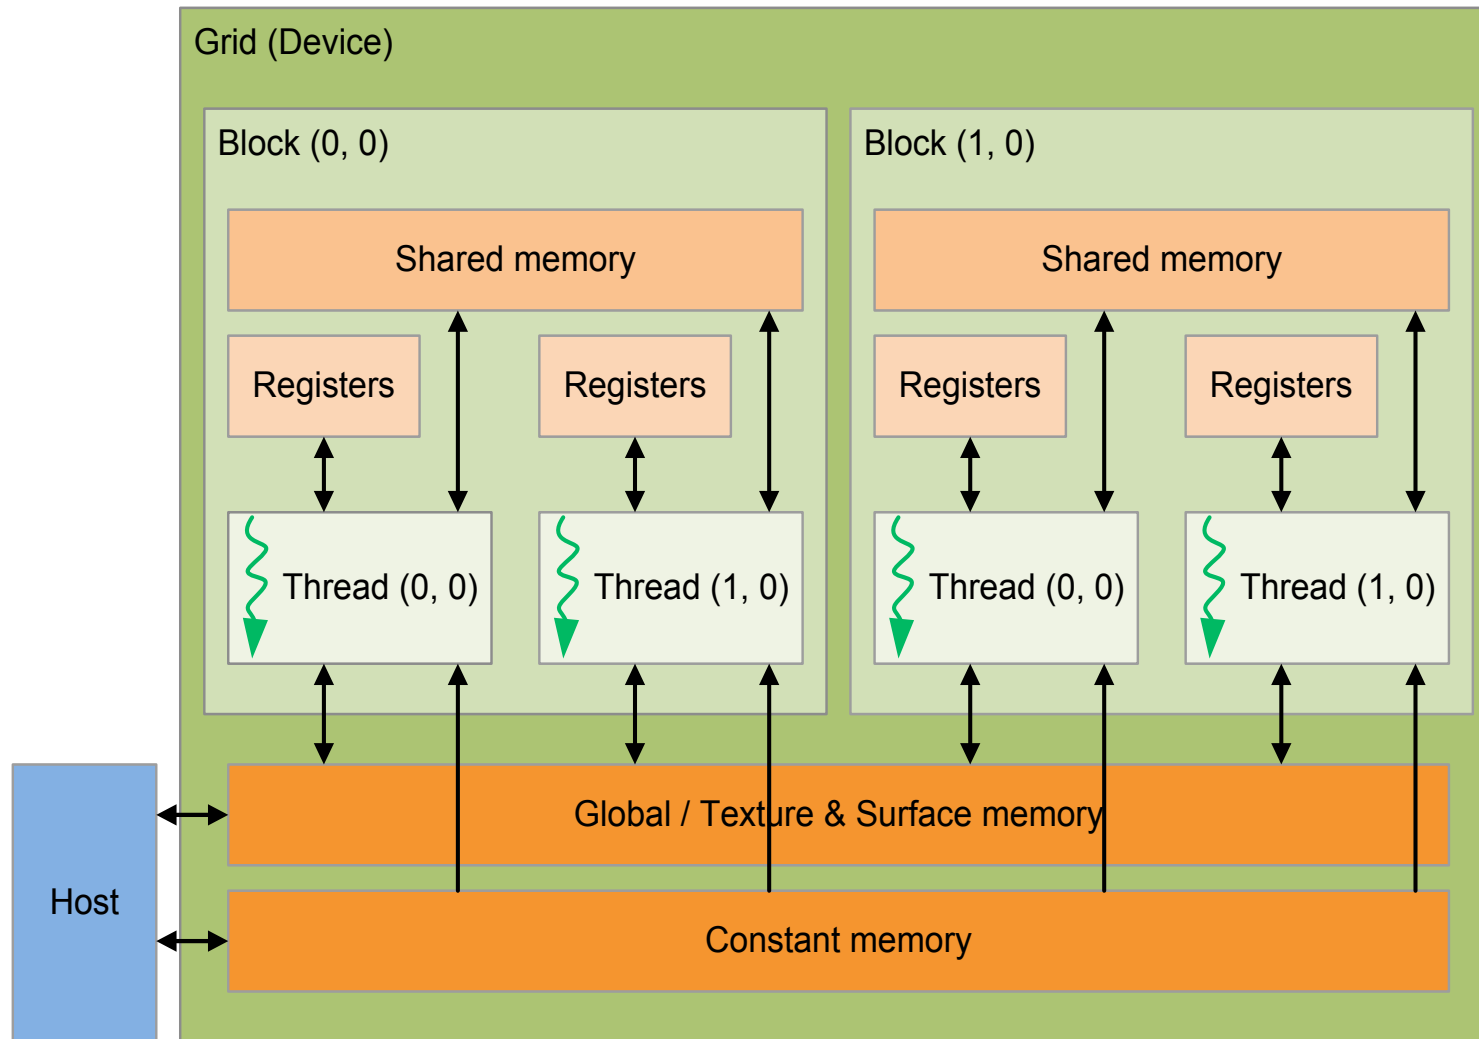 Grid (Device)
Block (0, 0)
Block (1, 0)
Shared memory
Shared memory
Registers
Registers
Registers
Registers
Thread (0, 0)
Thread (1, 0)
Thread (0, 0)
Thread (1, 0)
Global / Texture & Surface memory
Host
Constant memory